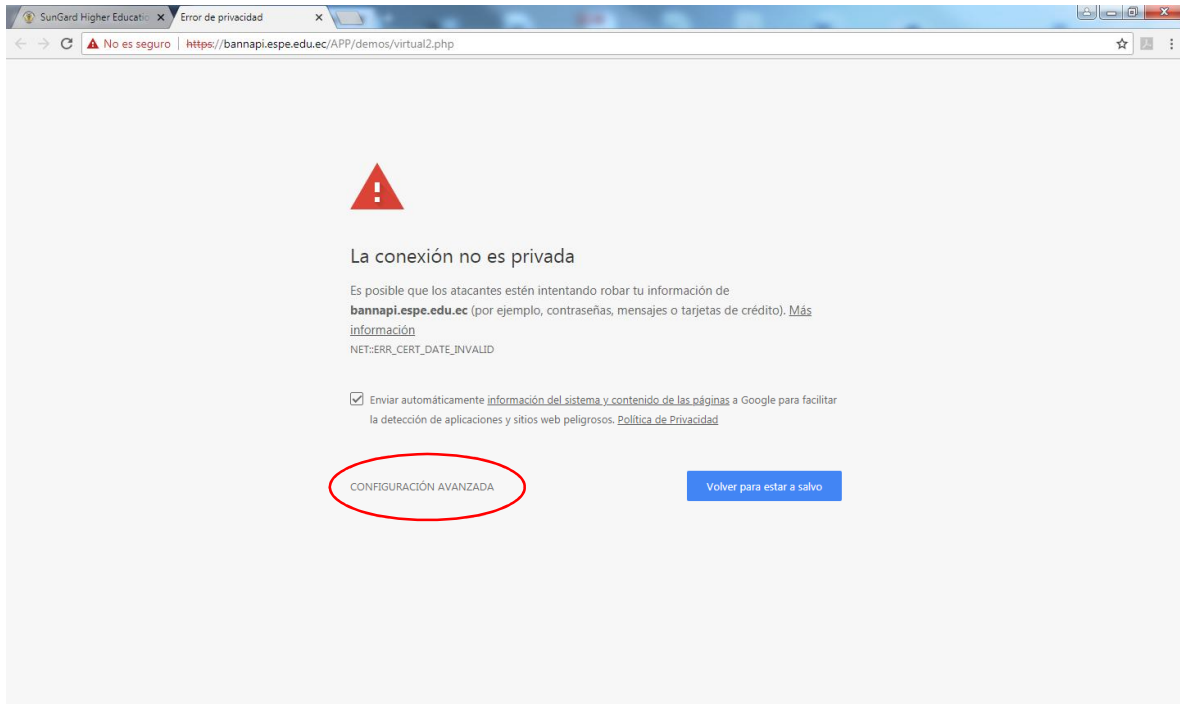 SunGard Higher Educatio
Error de privacidad
No es seguro | https://bannapi.espe.edu.ec/APP/demos/virtual2.php
La conexión no es privada
Es posible que los atacantes estén intentando robar tu información de
bannapi.espe.edu.ec (por ejemplo, contraseñas, mensajes o tarjetas de crédito). Más
información
NET::ERR_CERT_DATE_INVALID
Enviar automáticamente información del sistema y contenido de las páginas a Google para facilitar
la detección de aplicaciones y sitios web peligrosos. Política de Privacidad
CONFIGURACIÓN AVANZADA
Volver para estar a salvo